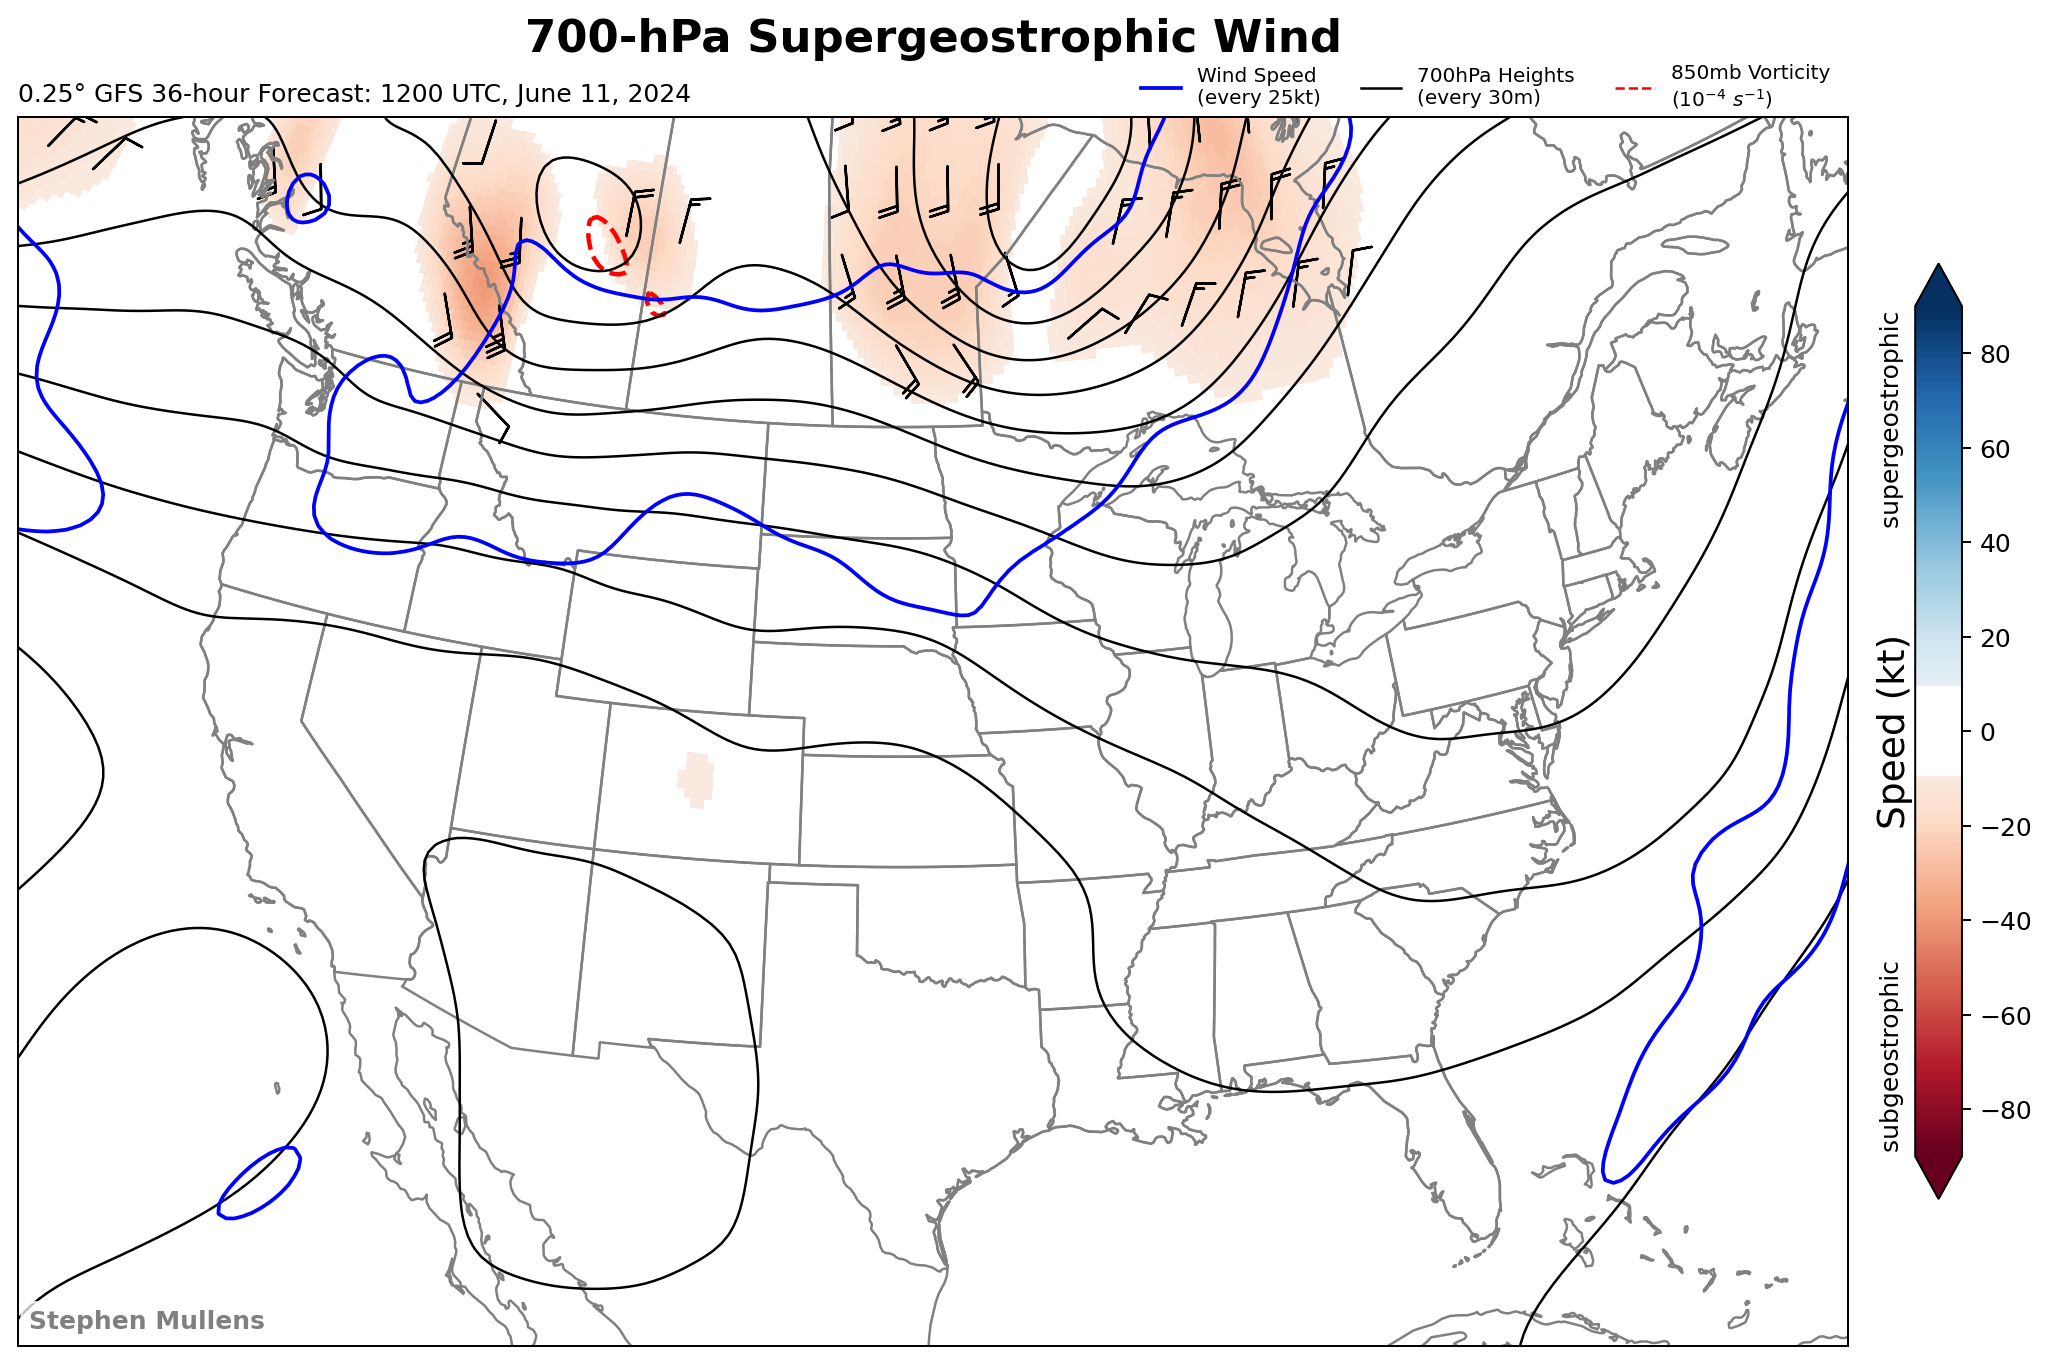 700-hPa Supergeostrophic Wind
0.25° GFS 36-hour Forecast: 1200 UTC, June 11, 2024
Wind Speed
(every 25kt)
700hPa Heights
(every 30m)
850mb Vorticity
(10⁻⁴ s⁻¹)
supergeostrophic
Speed (kt)
subgeostrophic
80
60
40
20
0
−20
−40
−60
−80
Stephen Mullens